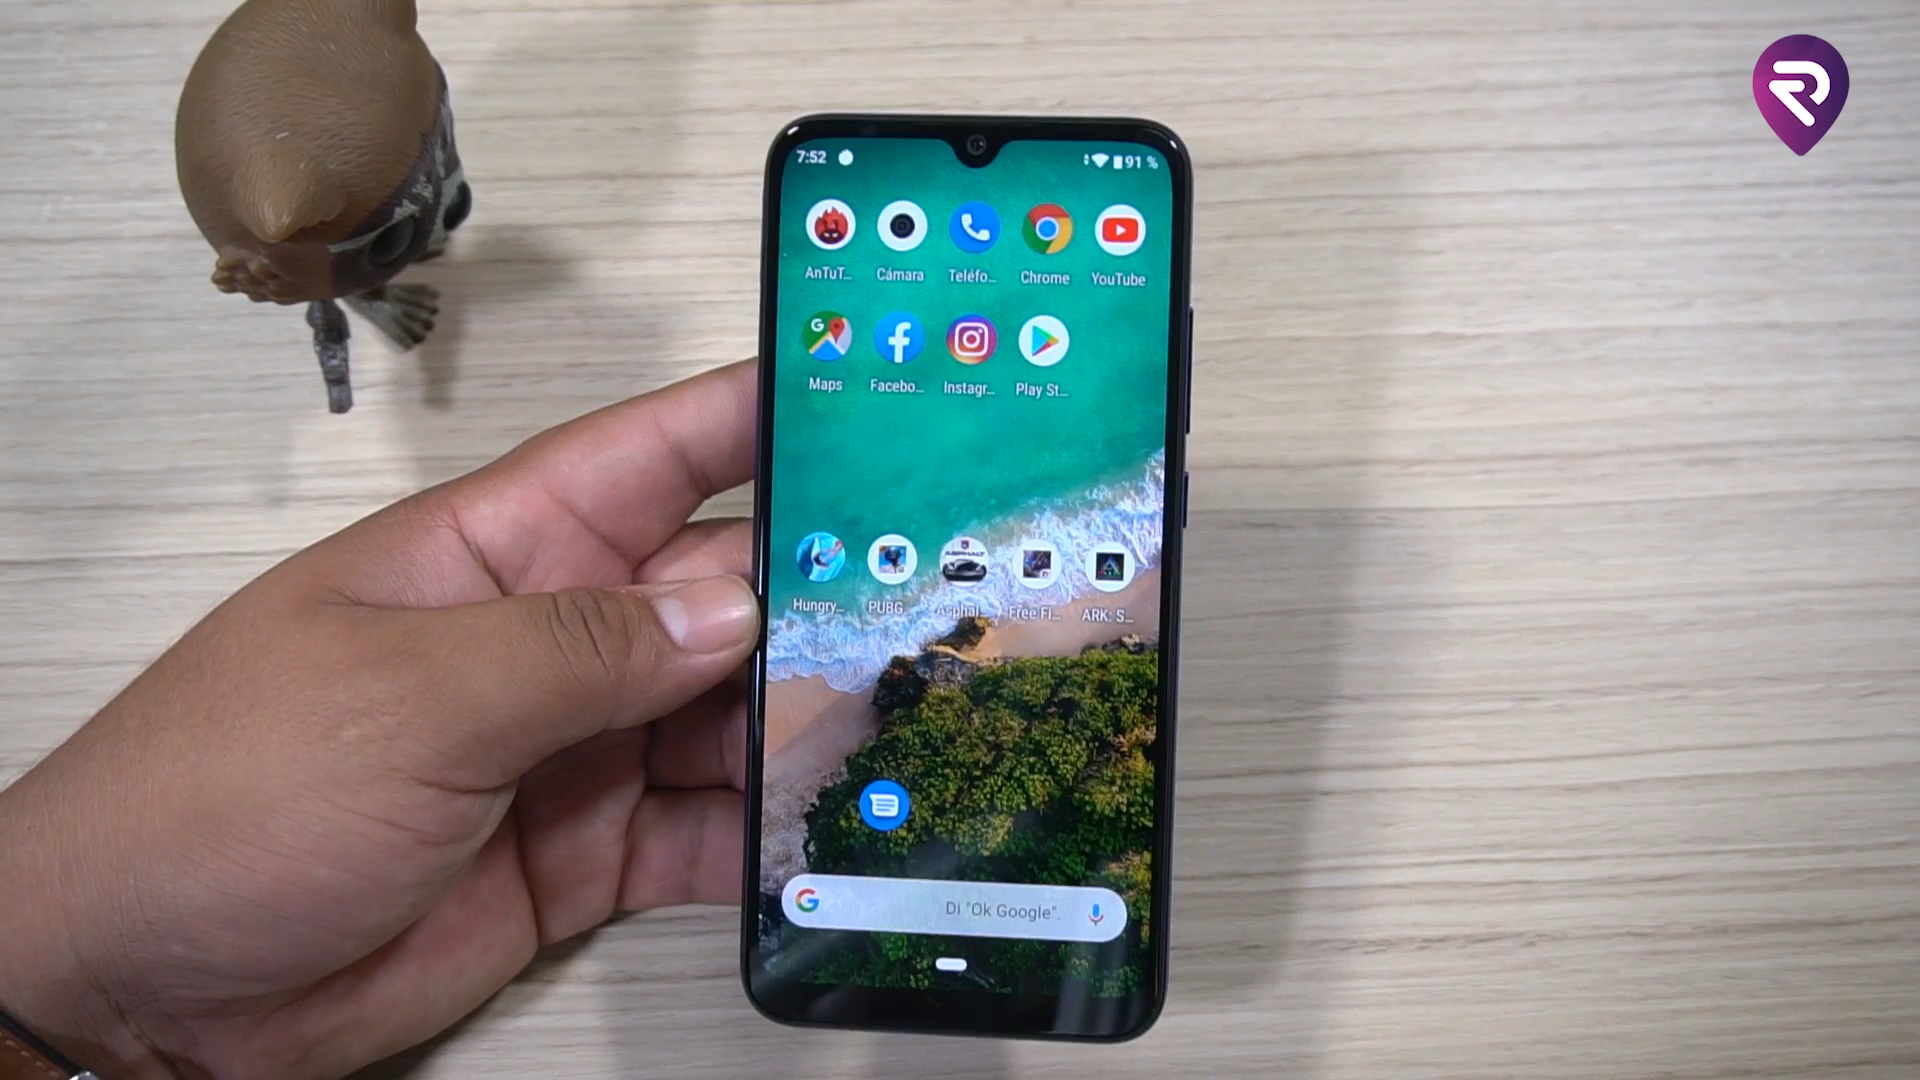 7:52 91 %
AnTuT... Cámara Teléfo... Chrome YouTube
G
Maps Facebo... Instagr... Play St...
ASPHALT
Hungry... PUBG Asphal... Free Fi... ARK: S...
G Di "Ok Google".
R